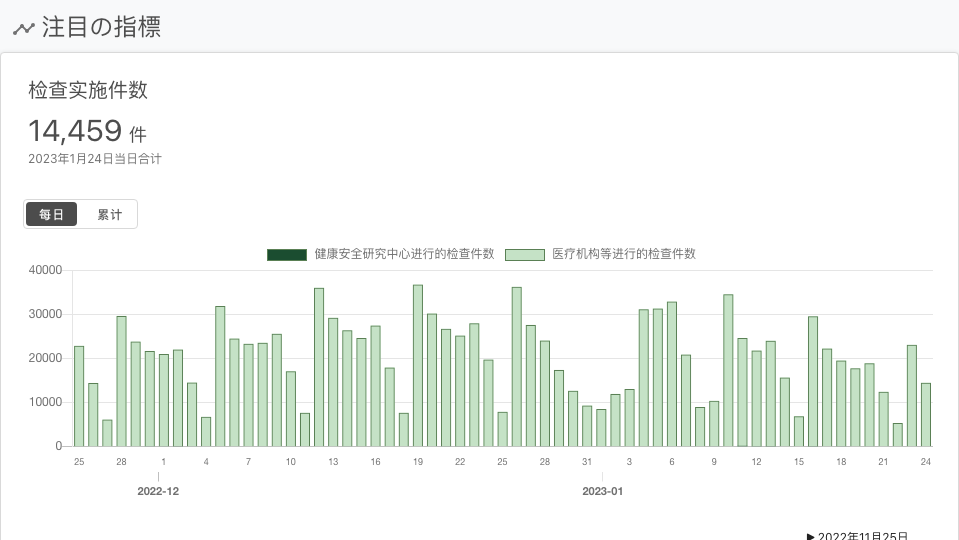 注目の指標
检查实施件数
14,459 件
2023年1月24日当日合计
每日 累计
健康安全研究中心进行的检查件数 医疗机构等进行的检查件数
40000
30000
20000
10000
0
25 28 1 4 7 10 13 16 19 22 25 28 31 3 6 9 12 15 18 21 24
2022-12 2023-01
▶ 2022年11月25日